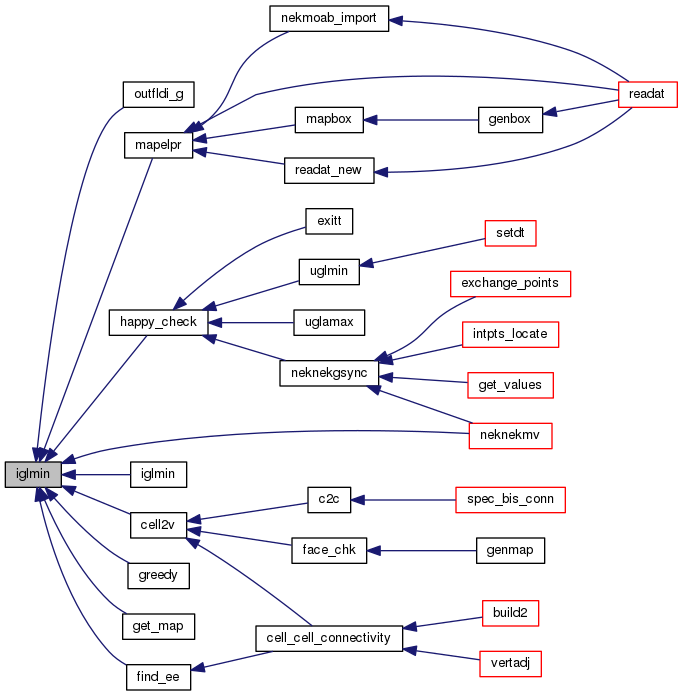 nekmoab_import
outfldi_g
readat
mapbox
genbox
mapelpr
readat_new
exitt
setdt
uglmin
exchange_points
happy_check
uglamax
intpts_locate
neknekgsync
get_values
neknekmv
iglmin
iglmin
c2c
spec_bis_conn
cell2v
face_chk
genmap
greedy
build2
get_map
cell_cell_connectivity
vertadj
find_ee